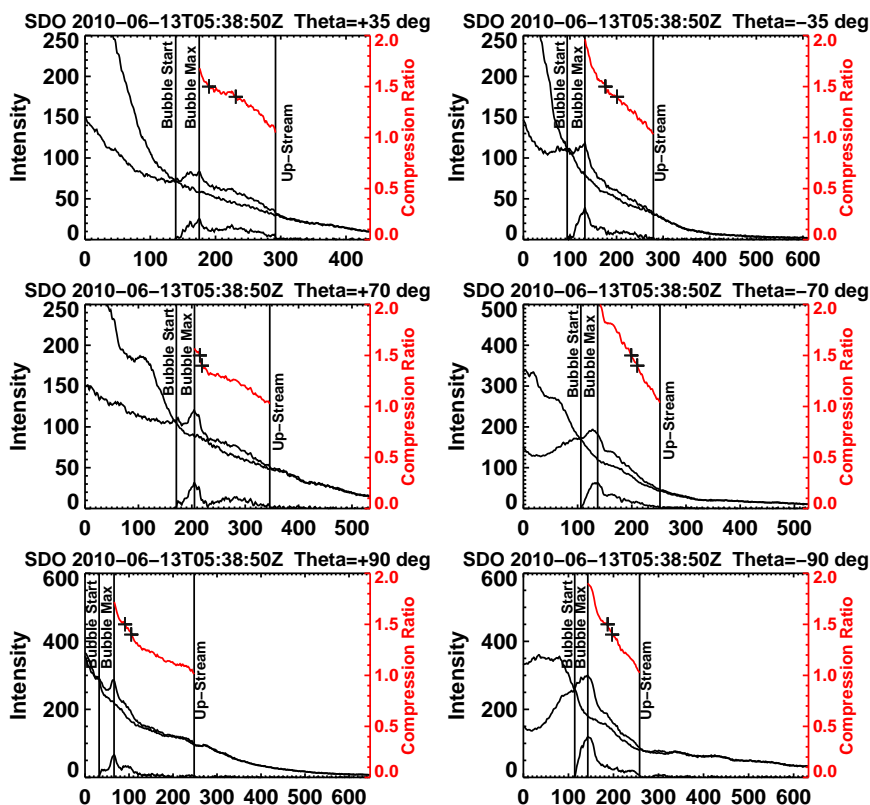 SDO 2010−06−13T05:38:50Z Theta=+35 deg
250
200
150
100
50
0
Intensity
Bubble Start
Bubble Max
Up−Stream
2.0
1.5
1.0
0.5
0.0
Compression Ratio
0 100 200 300 400
SDO 2010−06−13T05:38:50Z Theta=−35 deg
250
200
150
100
50
0
Intensity
Bubble Start
Bubble Max
Up−Stream
2.0
1.5
1.0
0.5
0.0
Compression Ratio
0 100 200 300 400 500 600
SDO 2010−06−13T05:38:50Z Theta=+70 deg
250
200
150
100
50
0
Intensity
Bubble Start
Bubble Max
Up−Stream
2.0
1.5
1.0
0.5
0.0
Compression Ratio
0 100 200 300 400 500
SDO 2010−06−13T05:38:50Z Theta=−70 deg
500
400
300
200
100
0
Intensity
Bubble Start
Bubble Max
Up−Stream
2.0
1.5
1.0
0.5
0.0
Compression Ratio
0 100 200 300 400 500
SDO 2010−06−13T05:38:50Z Theta=+90 deg
600
400
200
0
Intensity
Bubble Start
Bubble Max
Up−Stream
2.0
1.5
1.0
0.5
0.0
Compression Ratio
0 100 200 300 400 500 600
SDO 2010−06−13T05:38:50Z Theta=−90 deg
600
400
200
0
Intensity
Bubble Start
Bubble Max
Up−Stream
2.0
1.5
1.0
0.5
0.0
Compression Ratio
0 100 200 300 400 500 600